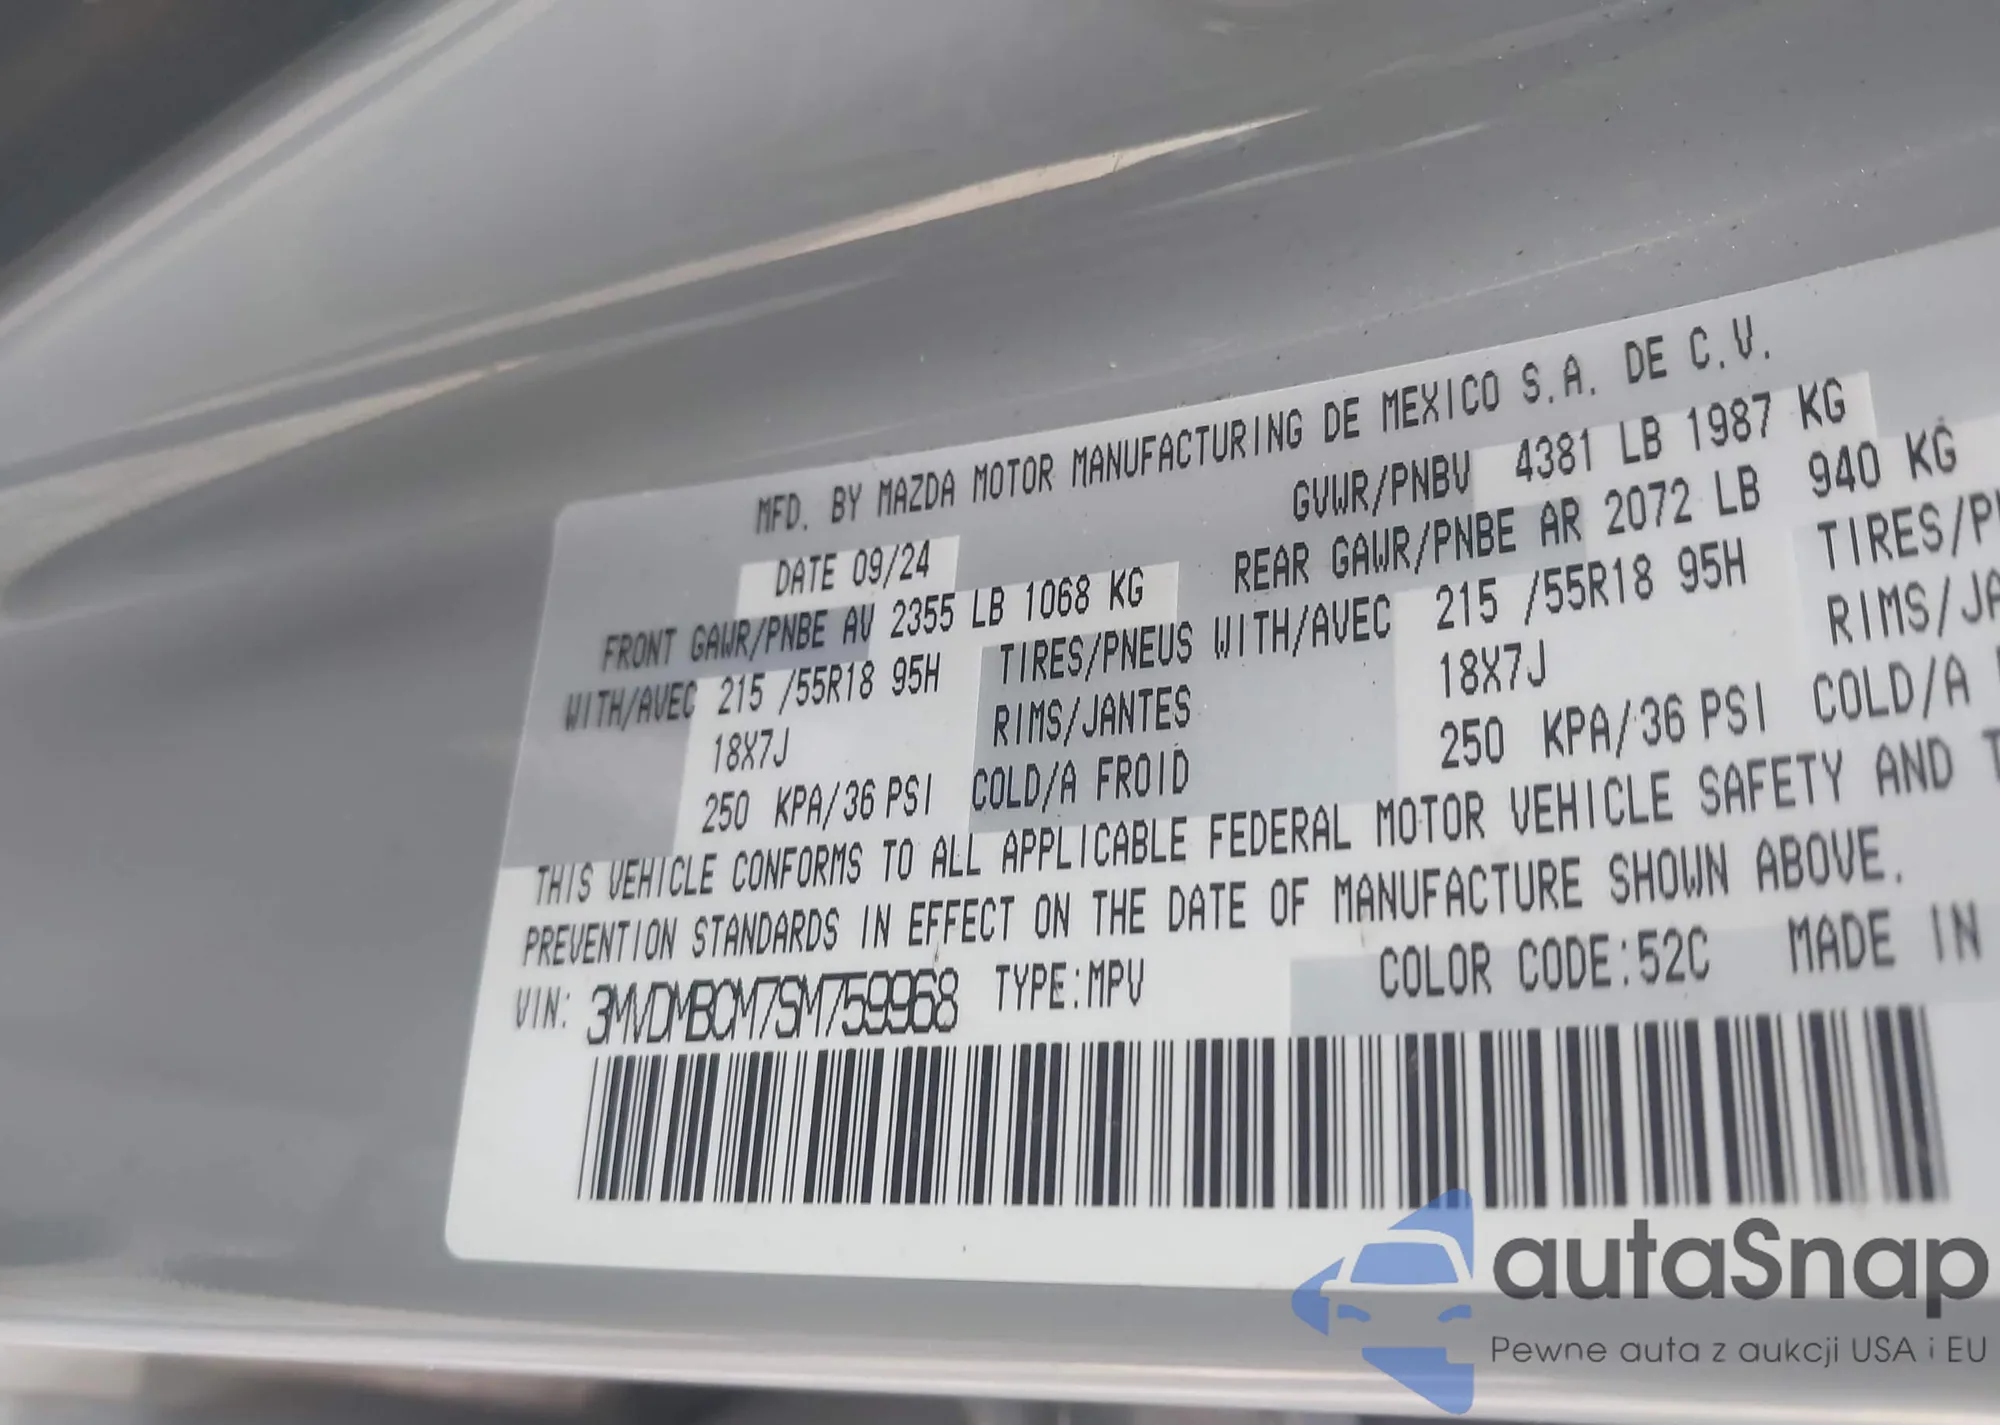 MFD. BY MAZDA MOTOR MANUFACTURING DE MEXICO S.A. DE C.V.
DATE 09/24 GVWR/PNBV 4381 LB 1987 KG
FRONT GAWR/PNBE AV 2355 LB 1068 KG REAR GAWR/PNBE AR 2072 LB 940 KG
WITH/AVEC 215 /55R18 95H TIRES/PNEUS WITH/AVEC 215 /55R18 95H TIRES/P
18X7J RIMS/JANTES 18X7J RIMS/JA
250 KPA/36 PSI COLD/A FROID 250 KPA/36 PSI COLD/A
THIS VEHICLE CONFORMS TO ALL APPLICABLE FEDERAL MOTOR VEHICLE SAFETY AND T
PREVENTION STANDARDS IN EFFECT ON THE DATE OF MANUFACTURE SHOWN ABOVE.
VIN: 3MVDMBCM7SM759968 TYPE:MPV COLOR CODE:52C MADE IN
autaSnap
Pewne auta z aukcji USA i EU